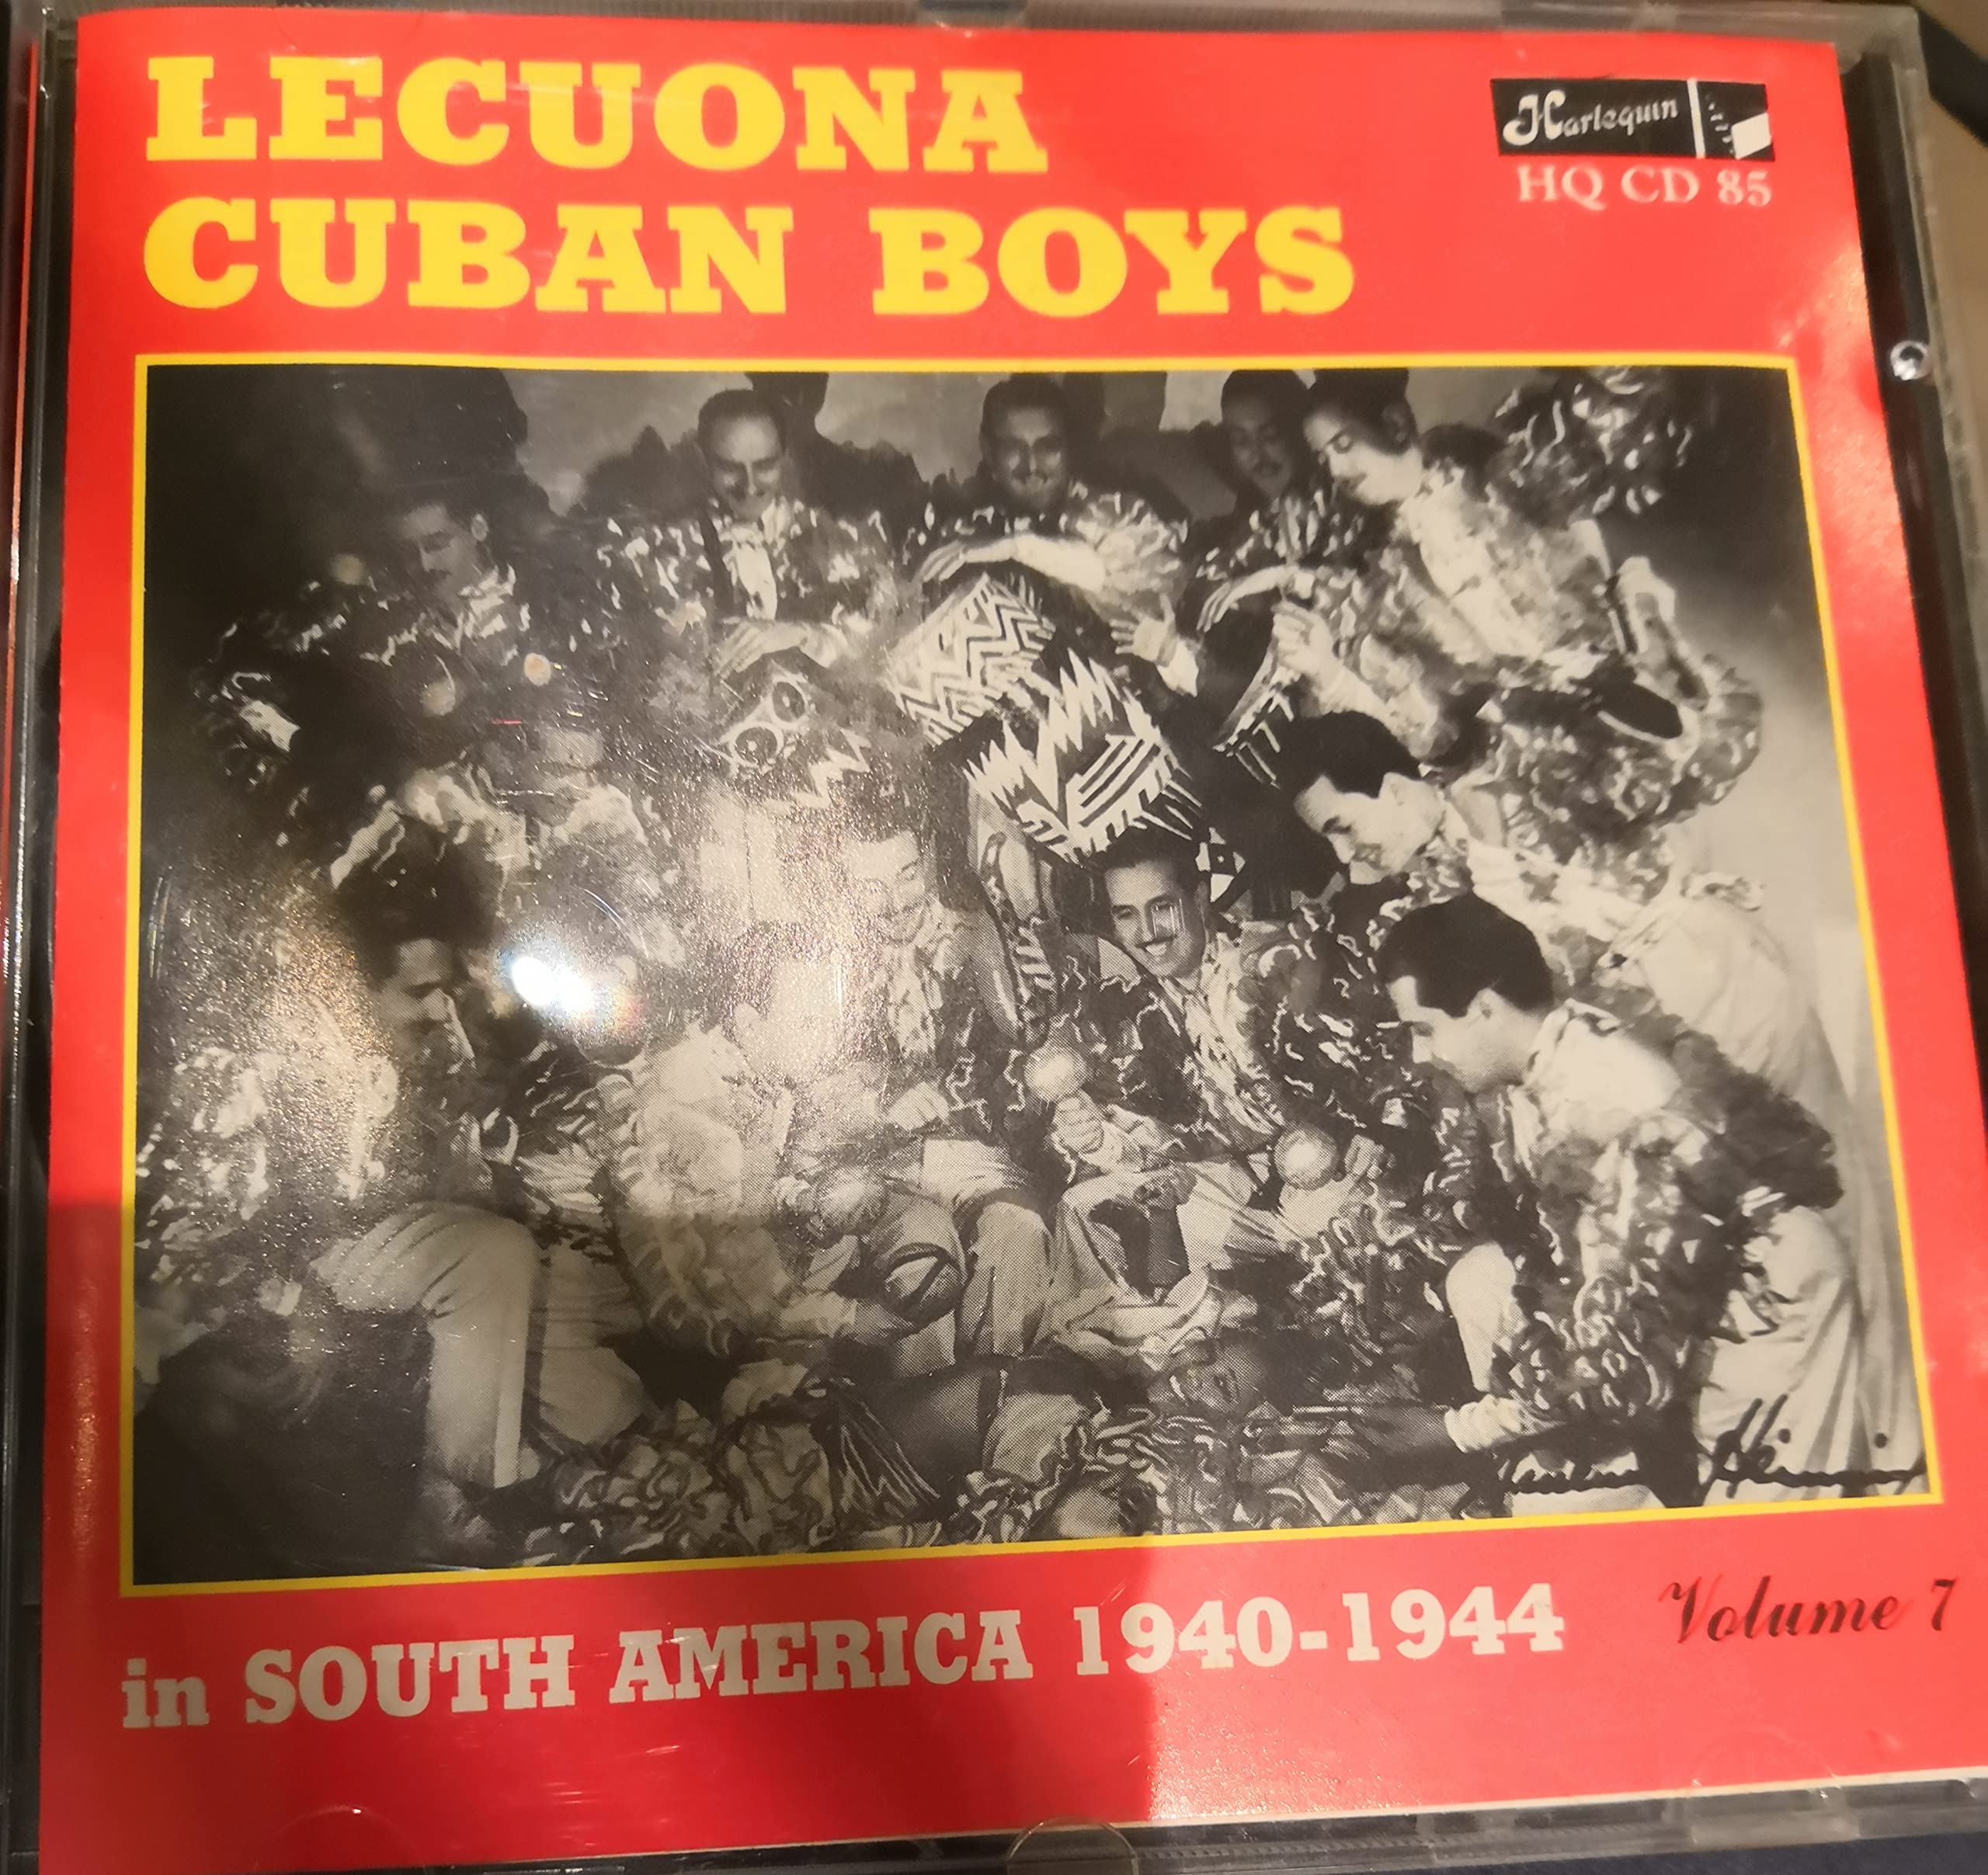 LECUONA
CUBAN BOYS
Harlequin
HQ CD 85
in SOUTH AMERICA 1940-1944
Volume 7